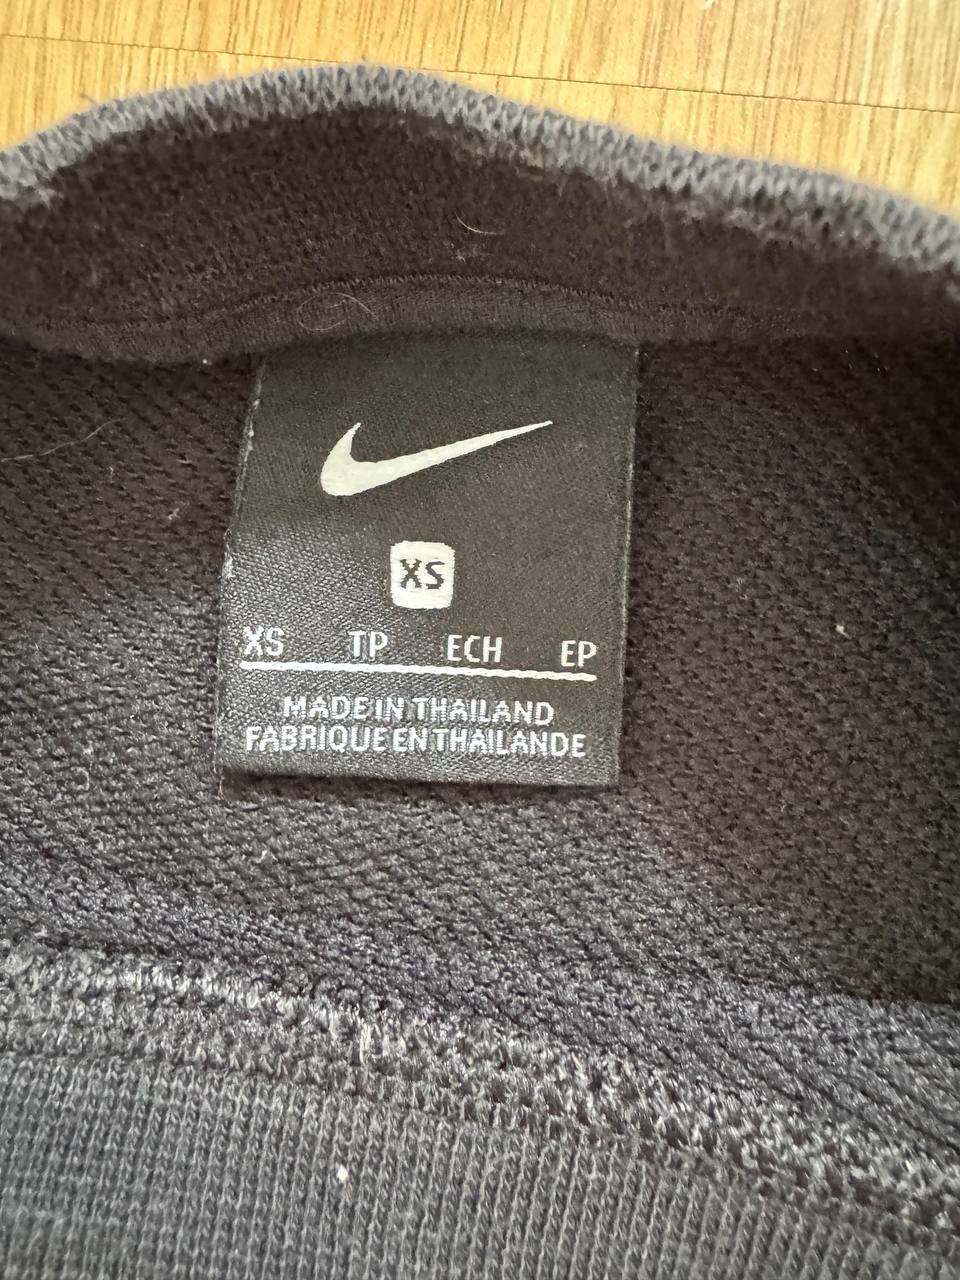 XS
XS TP ECH EP
MADE IN THAILAND
FABRIQUE EN THAILANDE